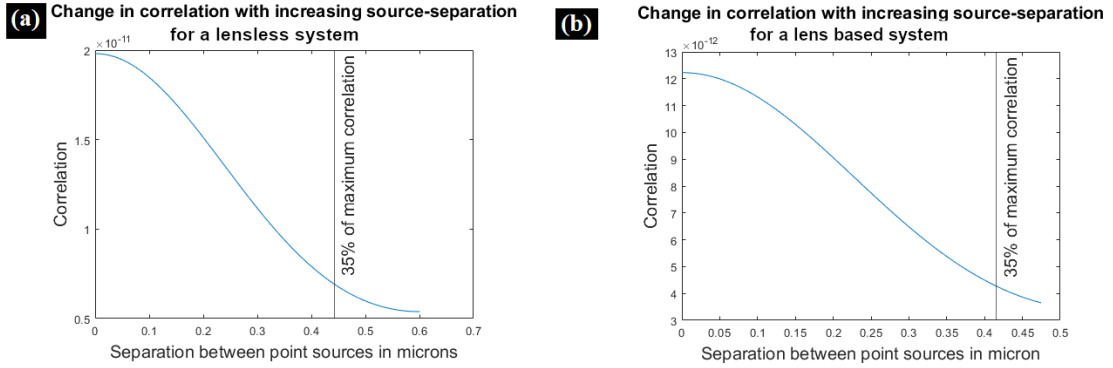 (a)
Change in correlation with increasing source-separation
for a lensless system
× 10⁻¹¹
2
1.5
1
0.5
Correlation
35% of maximum correlation
0 0.1 0.2 0.3 0.4 0.5 0.6 0.7
Separation between point sources in microns
(b)
Change in correlation with increasing source-separation
for a lens based system
× 10⁻¹²
13
12
11
10
9
8
7
6
5
4
3
Correlation
35% of maximum correlation
0 0.05 0.1 0.15 0.2 0.25 0.3 0.35 0.4 0.45 0.5
Separation between point sources in micron